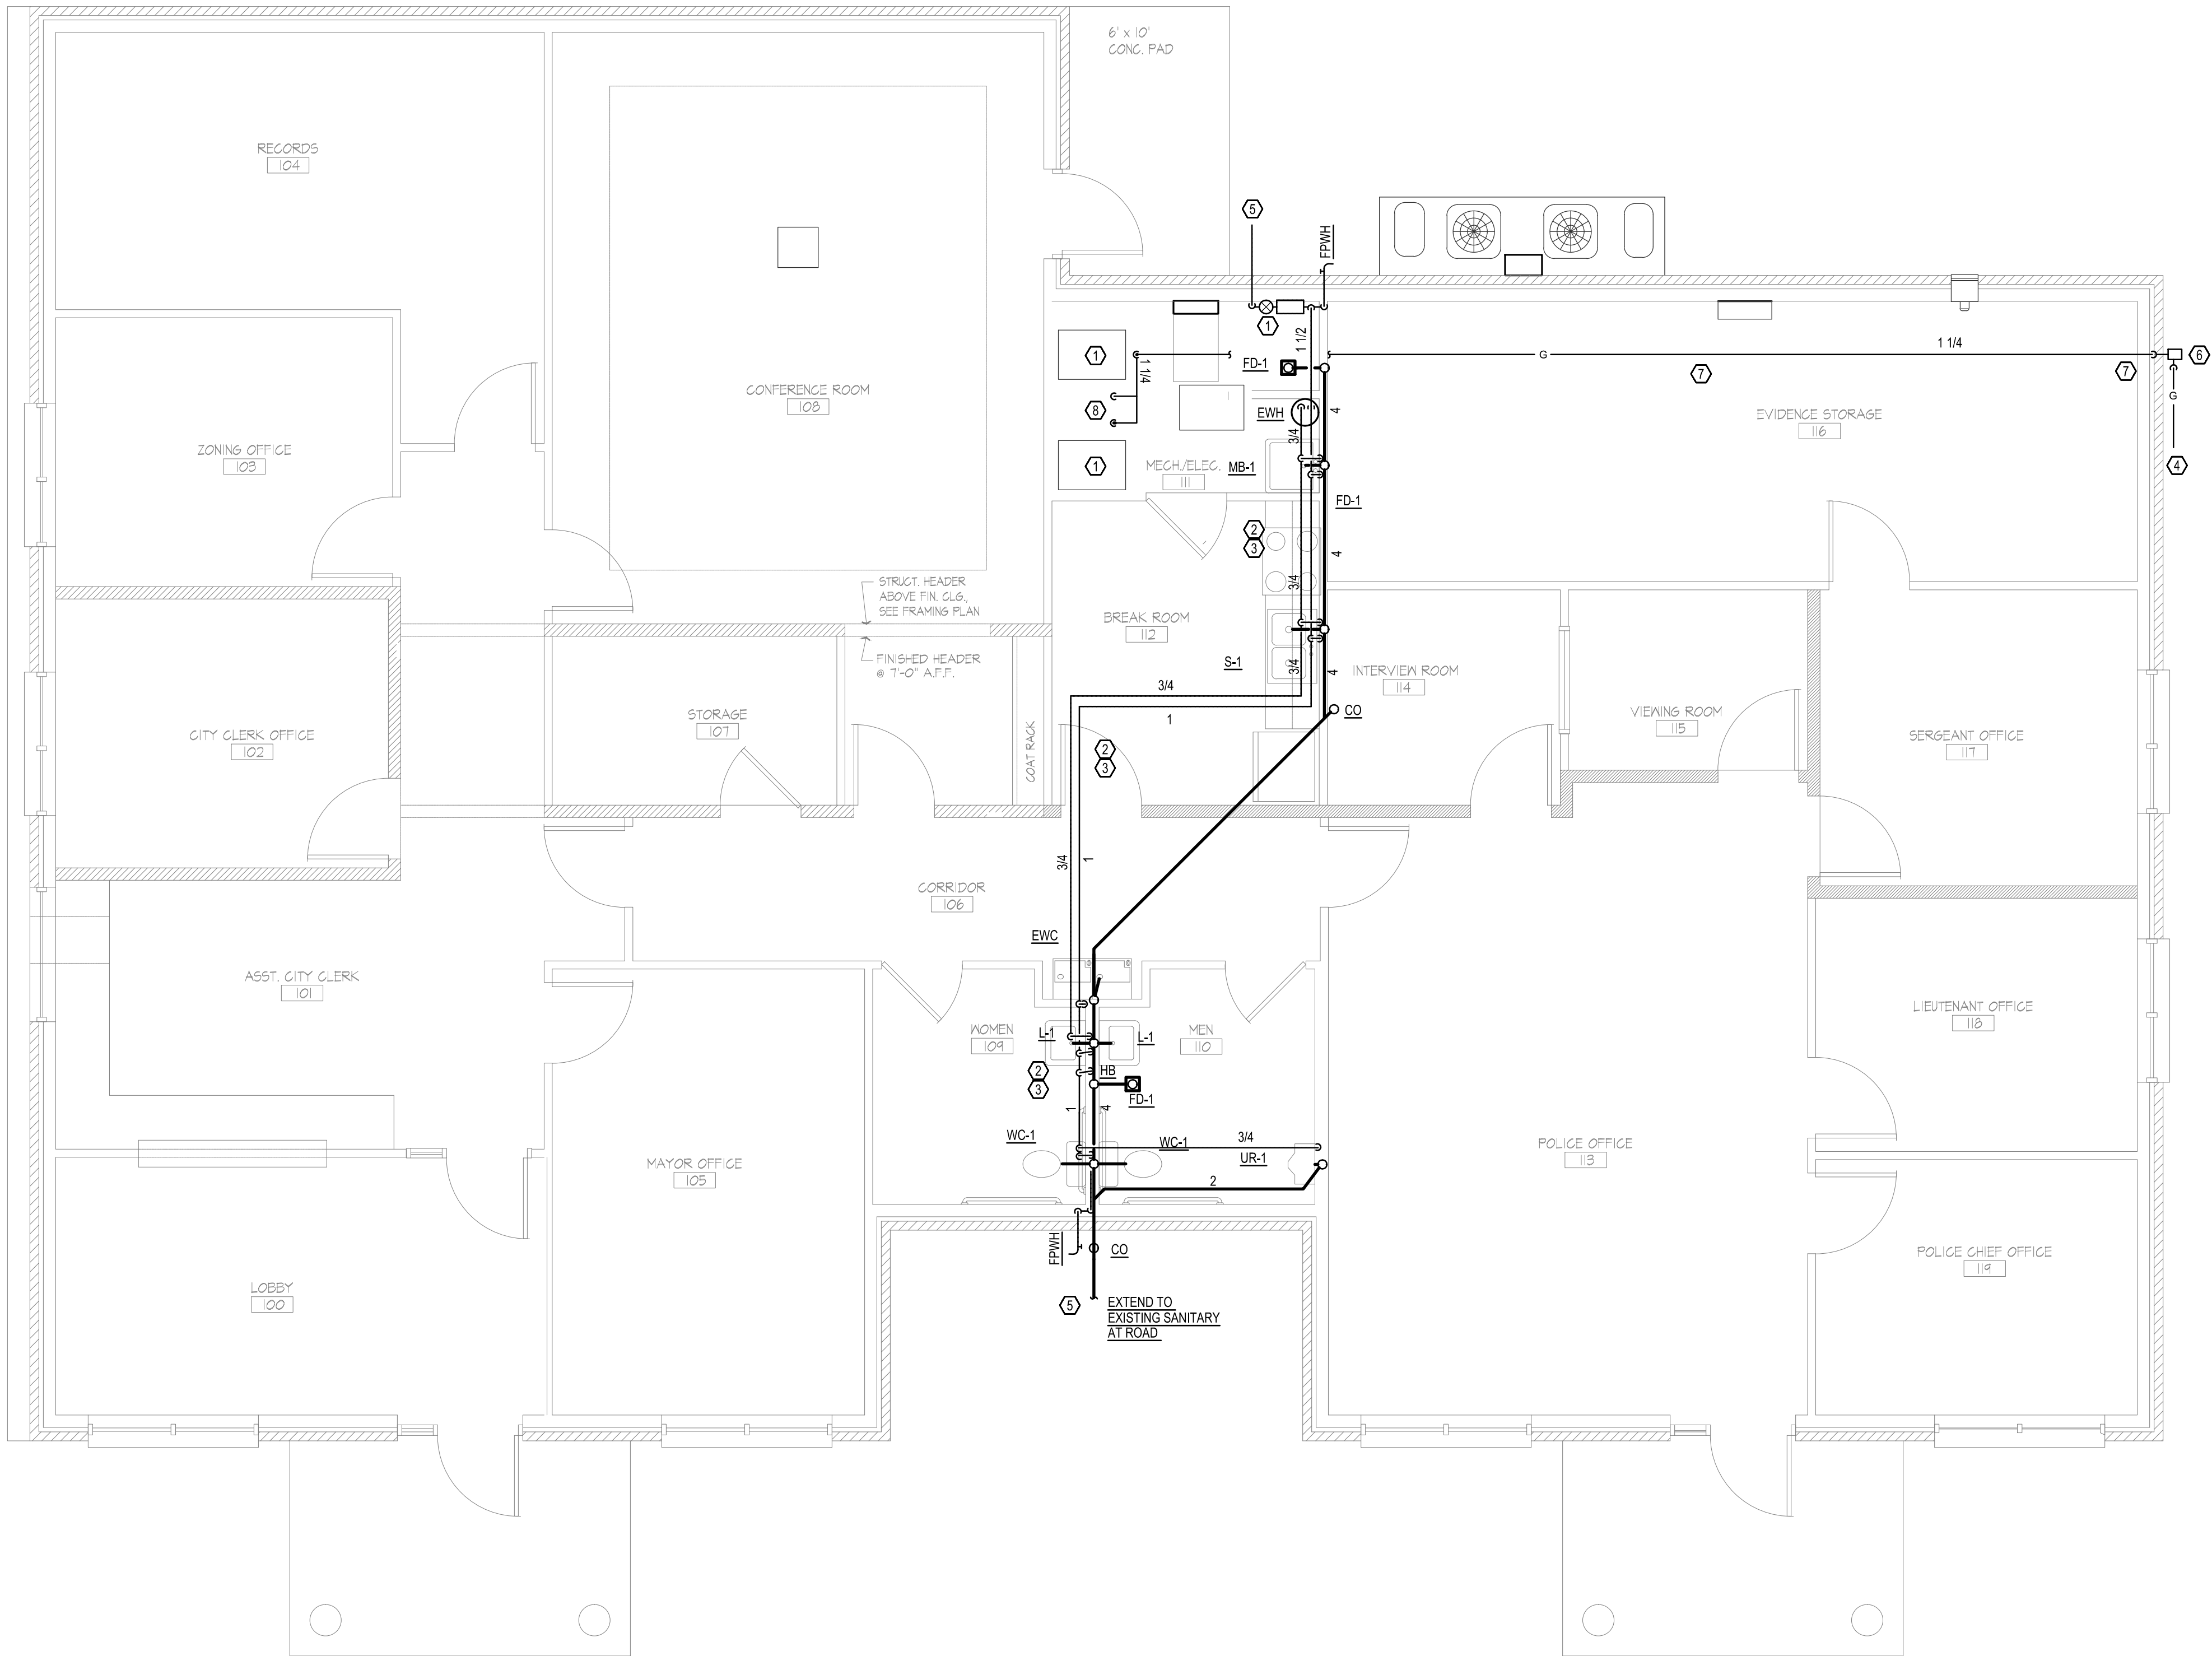 6' x 10'
CONC. PAD
RECORDS
104
5
FPWH
1
1 1/2
1
1 1/4
FD-1
G
1 1/4
7
7
6
G
4
CONFERENCE ROOM
108
8
EWH
4
3/4
EVIDENCE STORAGE
116
ZONING OFFICE
103
1
MECH./ELEC.
111
MB-1
FD-1
2
3
4
3/4
STRUCT. HEADER
ABOVE FIN. CLG.,
SEE FRAMING PLAN
BREAK ROOM
112
FINISHED HEADER
@ 7'-0" A.F.F.
S-1
3/4
4
INTERVIEW ROOM
114
3/4
1
CO
STORAGE
107
COAT RACK
2
3
VIEWING ROOM
115
CITY CLERK OFFICE
102
SERGEANT OFFICE
117
3/4
1
CORRIDOR
106
EWC
ASST. CITY CLERK
101
WOMEN
109
L-1
L-1
MEN
110
LIEUTENANT OFFICE
118
2
3
HB
FD-1
1
4
WC-1
WC-1
3/4
UR-1
2
MAYOR OFFICE
105
POLICE OFFICE
113
FPWH
CO
POLICE CHIEF OFFICE
119
LOBBY
100
5
EXTEND TO
EXISTING SANITARY
AT ROAD